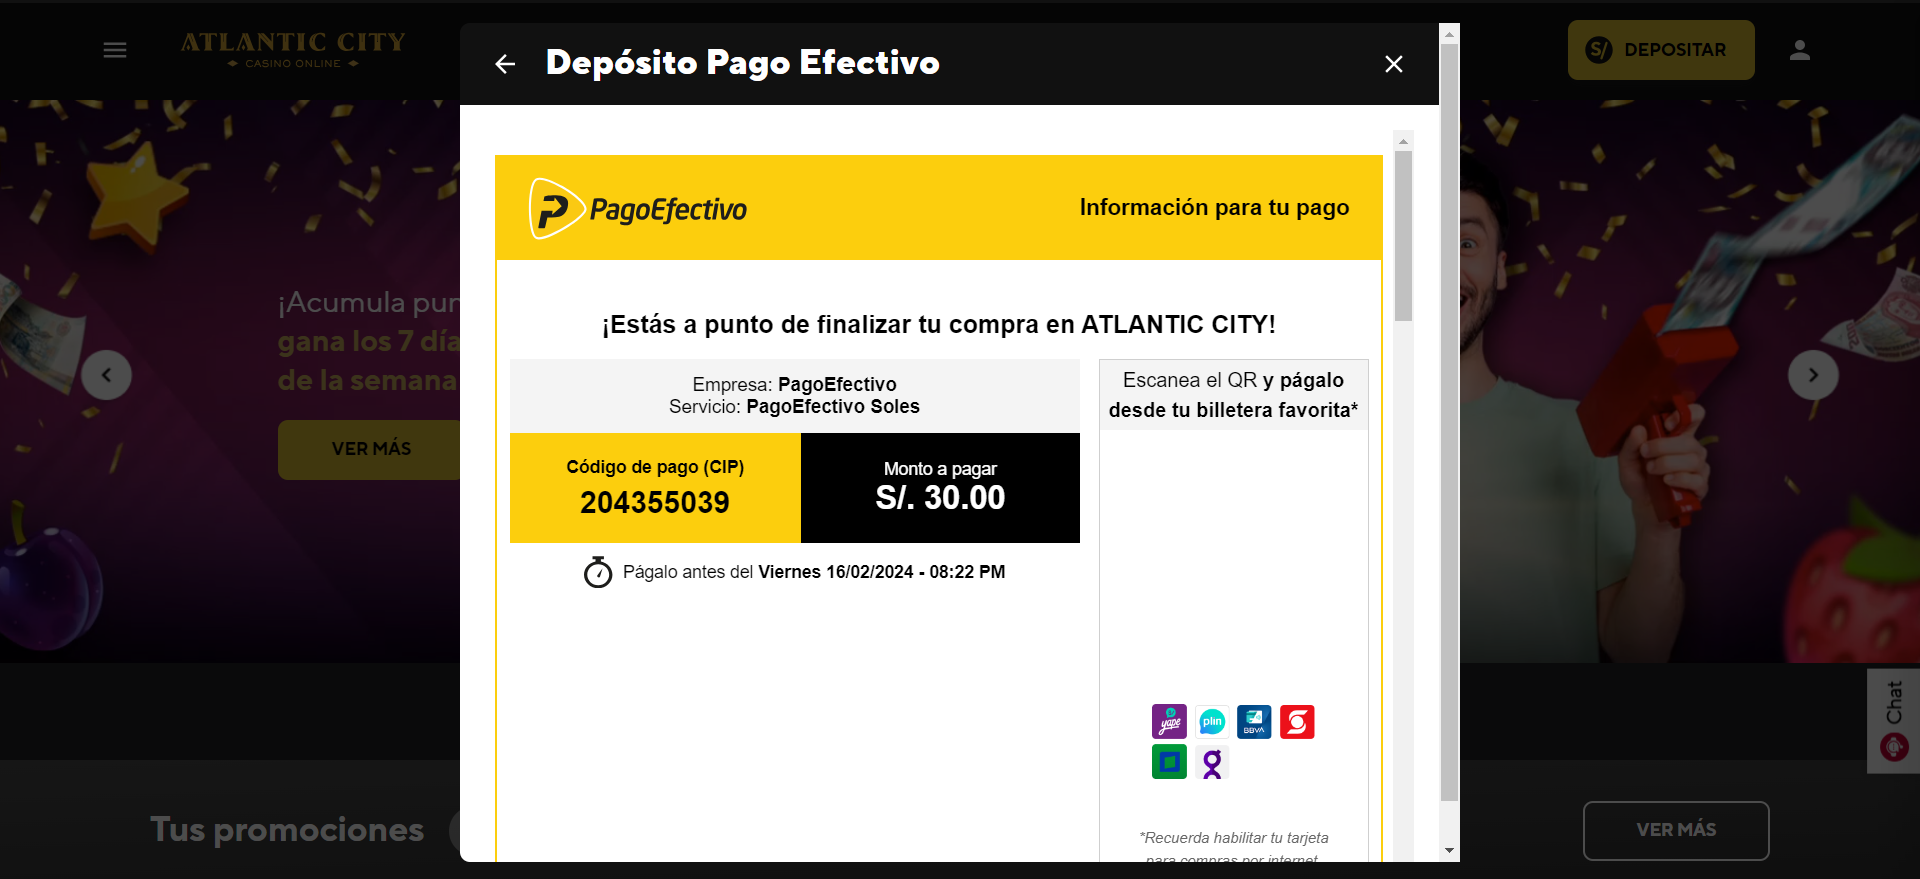 ATLANTIC CITY
CASINO ONLINE
Depósito Pago Efectivo
S/ DEPOSITAR
PagoEfectivo
Información para tu pago
¡Estás a punto de finalizar tu compra en ATLANTIC CITY!
Empresa: PagoEfectivo
Servicio: PagoEfectivo Soles
Código de pago (CIP)
204355039
Monto a pagar
S/. 30.00
Págalo antes del Viernes 16/02/2024 - 08:22 PM
Escanea el QR y págalo
desde tu billetera favorita*
yape
plin
BBVA
*Recuerda habilitar tu tarjeta
para compras por internet
¡Acumula pun
gana los 7 día
de la semana
VER MÁS
Chat
Tus promociones
VER MÁS